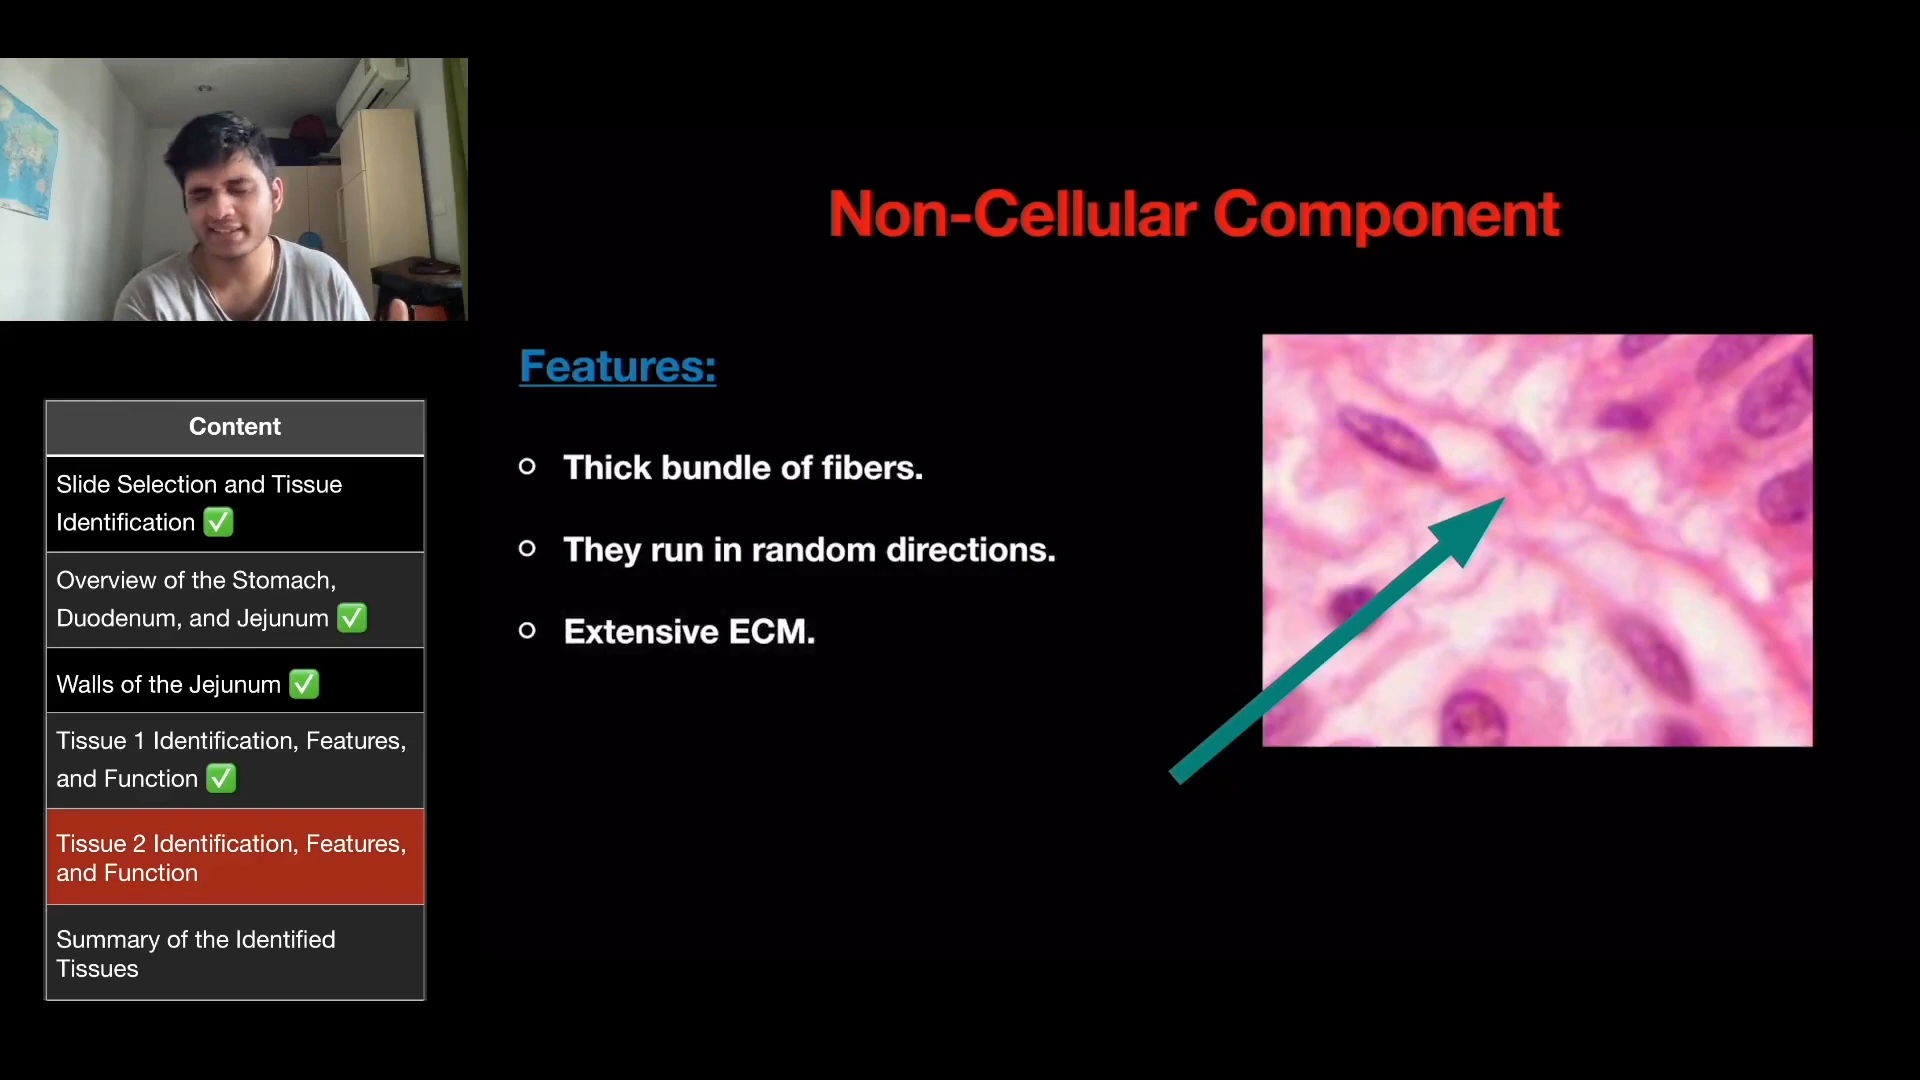 Non-Cellular Component
Features:
Thick bundle of fibers.
They run in random directions.
Extensive ECM.
Content
Slide Selection and Tissue
Identification ✅
Overview of the Stomach,
Duodenum, and Jejunum ✅
Walls of the Jejunum ✅
Tissue 1 Identification, Features,
and Function ✅
Tissue 2 Identification, Features,
and Function
Summary of the Identified
Tissues